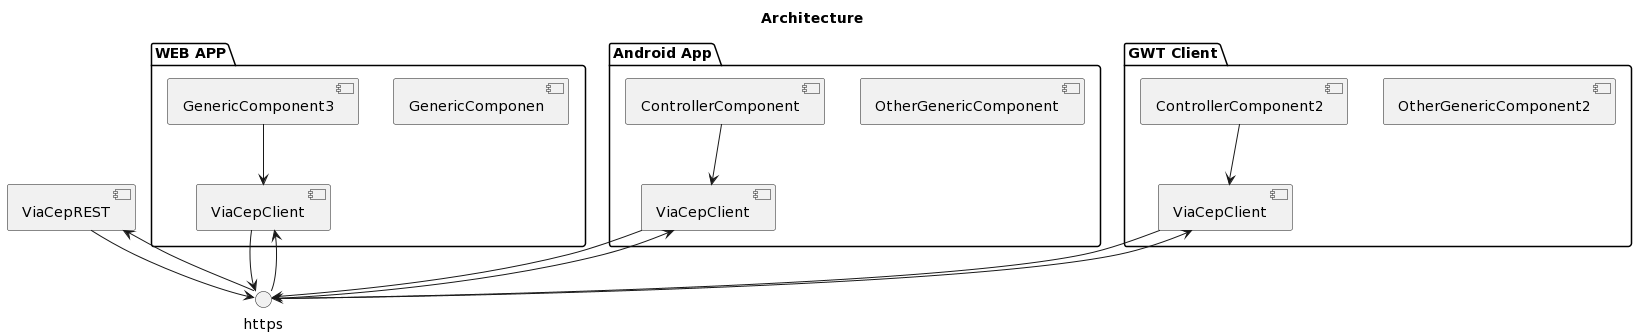 Architecture
WEB APP
Android App
GWT Client
GenericComponent3
GenericComponen
ControllerComponent
OtherGenericComponent
ControllerComponent2
OtherGenericComponent2
ViaCepREST
ViaCepClient
ViaCepClient
ViaCepClient
https